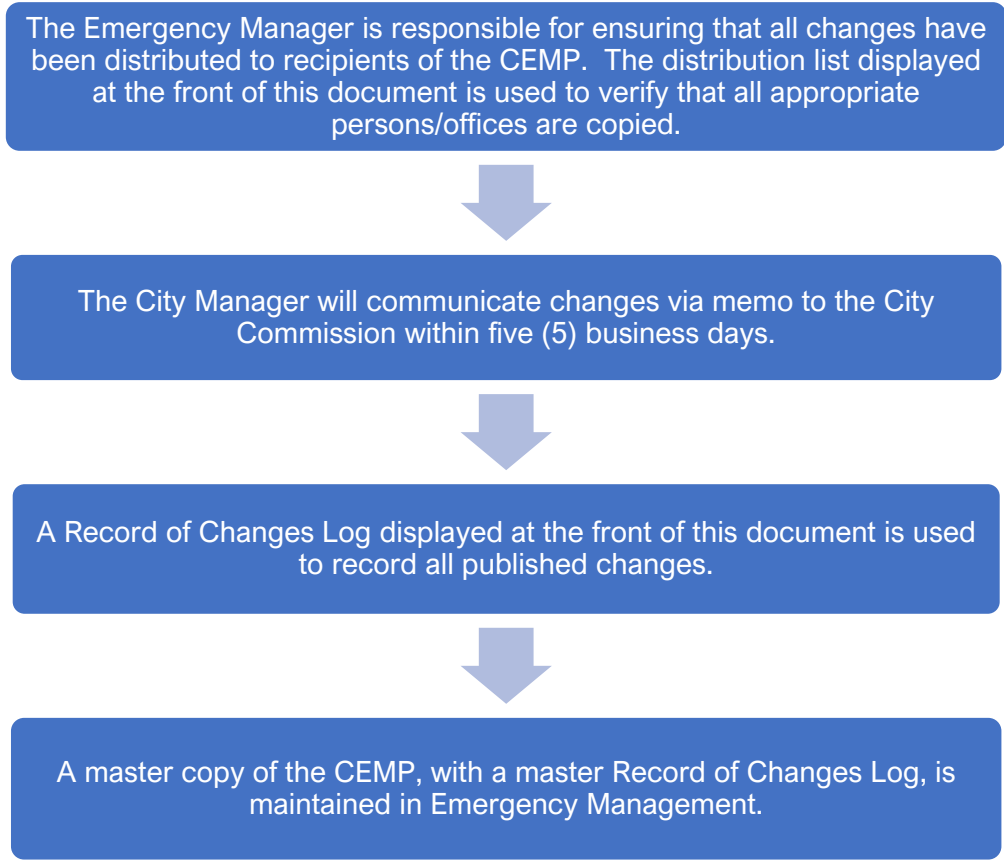 The Emergency Manager is responsible for ensuring that all changes have
been distributed to recipients of the CEMP.  The distribution list displayed
at the front of this document is used to verify that all appropriate
persons/offices are copied.
The City Manager will communicate changes via memo to the City
Commission within five (5) business days.
A Record of Changes Log displayed at the front of this document is used
to record all published changes.
A master copy of the CEMP, with a master Record of Changes Log, is
maintained in Emergency Management.